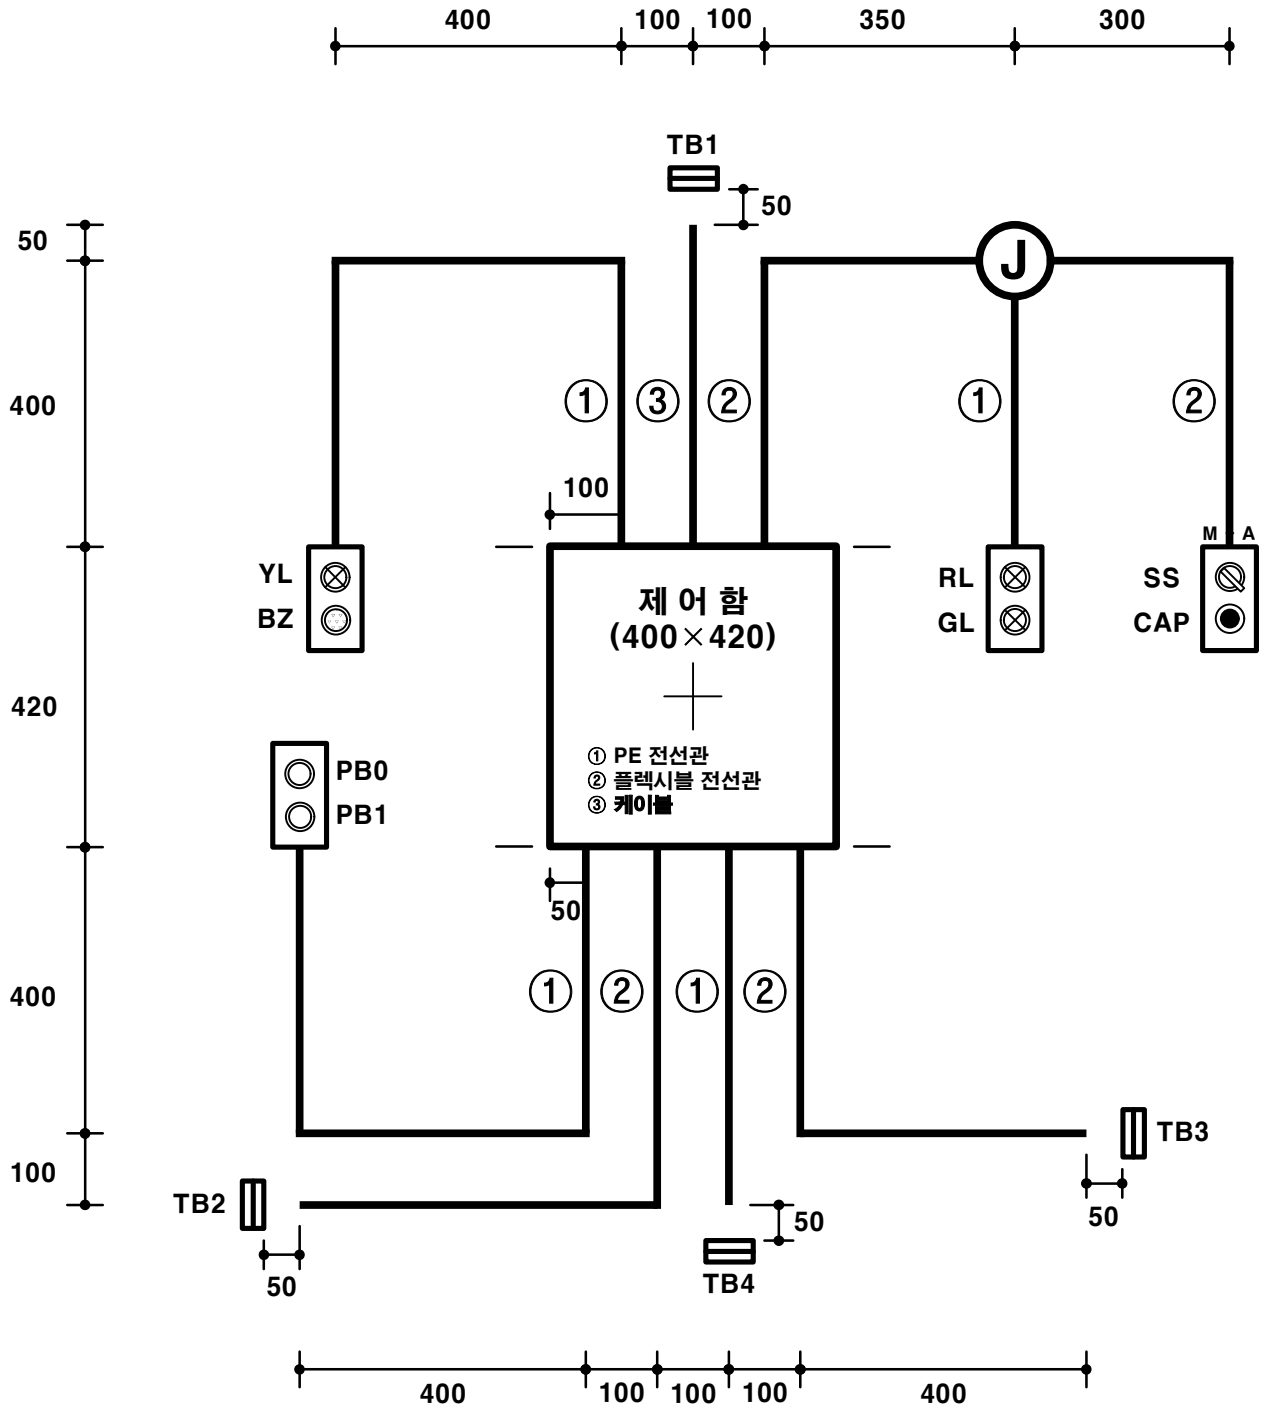 400 100 100 350 300
TB1
50
50
J
400
① ③ ② ① ②
100
M A
YL
BZ
RL
GL
SS
CAP
제어함
(400×420)
420
① PE 전선관
② 플렉시블 전선관
③ 케이블
PB0
PB1
50
400
① ② ① ②
100
TB3
TB2
50
50
50
TB4
400 100 100 100 400